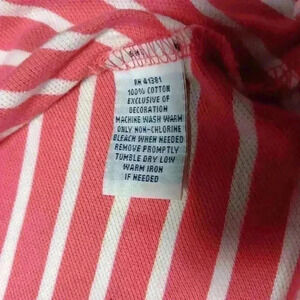 RN 41381
100% COTTON
EXCLUSIVE OF
DECORATION
MACHINE WASH WARM
ONLY NON-CHLORINE
BLEACH WHEN NEEDED
REMOVE PROMPTLY
TUMBLE DRY LOW
WARM IRON
IF NEEDED